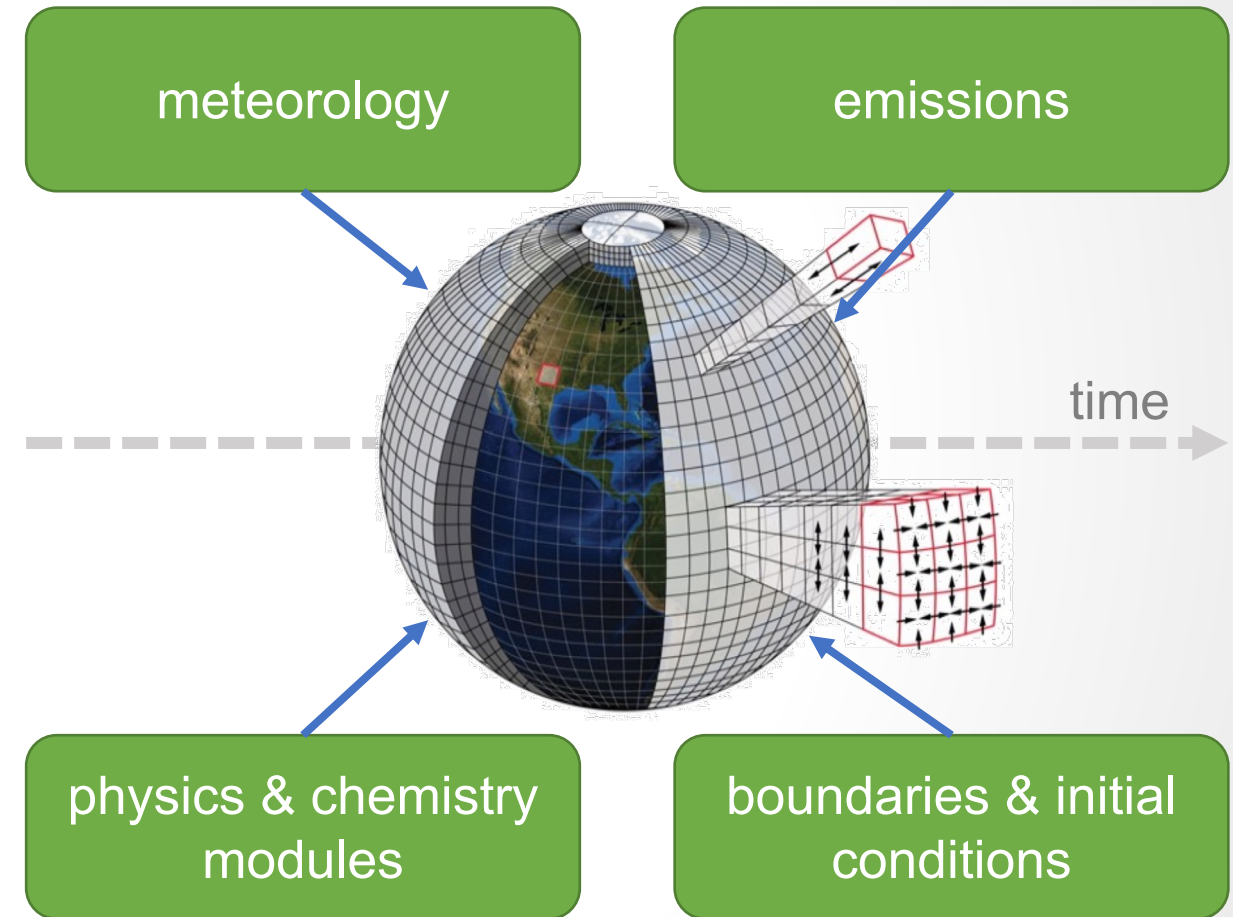 meteorology
emissions
time
physics & chemistry
modules
boundaries & initial
conditions